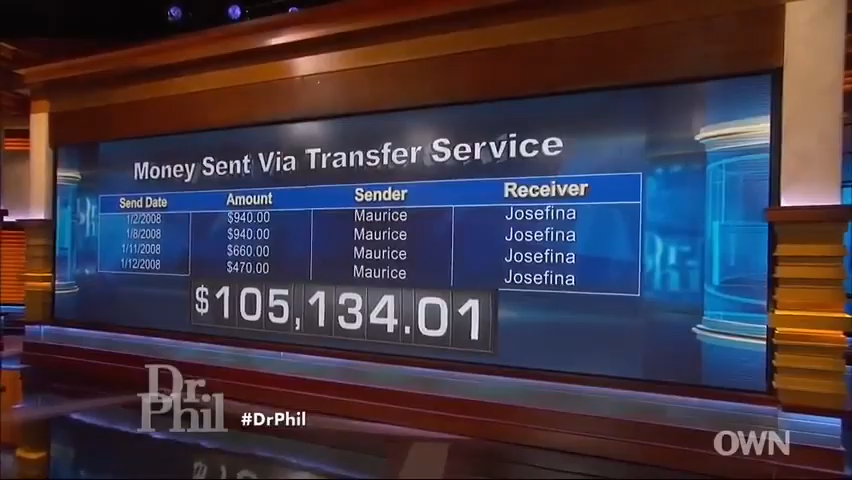 Money Sent Via Transfer Service
Send Date Amount Sender Receiver
1/2/2008 $940.00 Maurice Josefina
1/8/2008 $940.00 Maurice Josefina
1/11/2008 $660.00 Maurice Josefina
1/12/2008 $470.00 Maurice Josefina
$105,134.01
Dr.
Phil
#DrPhil
OWN